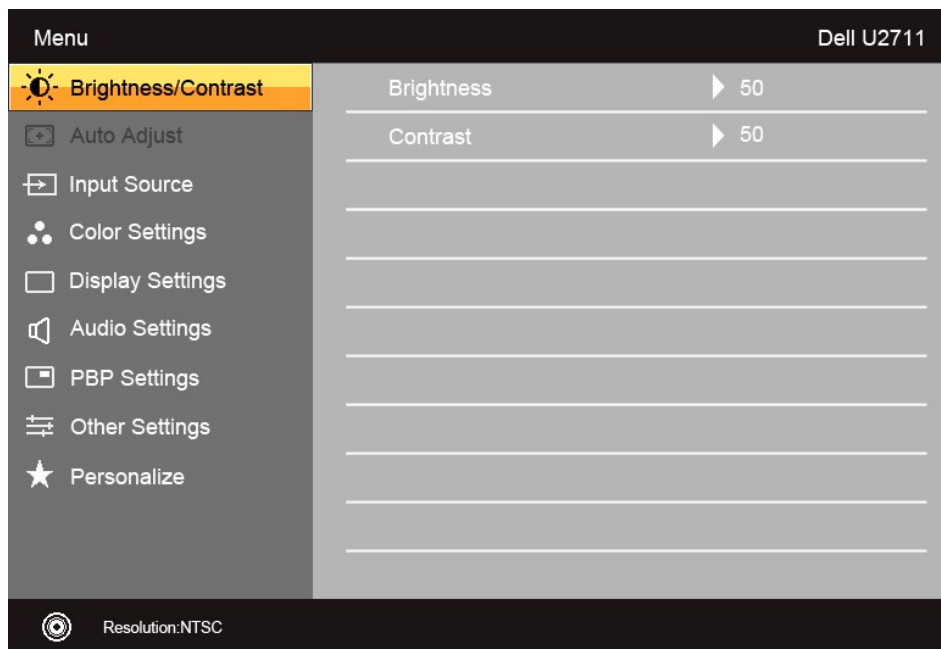 Menu Dell U2711
Brightness/Contrast Brightness 50
Auto Adjust Contrast 50
Input Source
Color Settings
Display Settings
Audio Settings
PBP Settings
Other Settings
Personalize
Resolution:NTSC